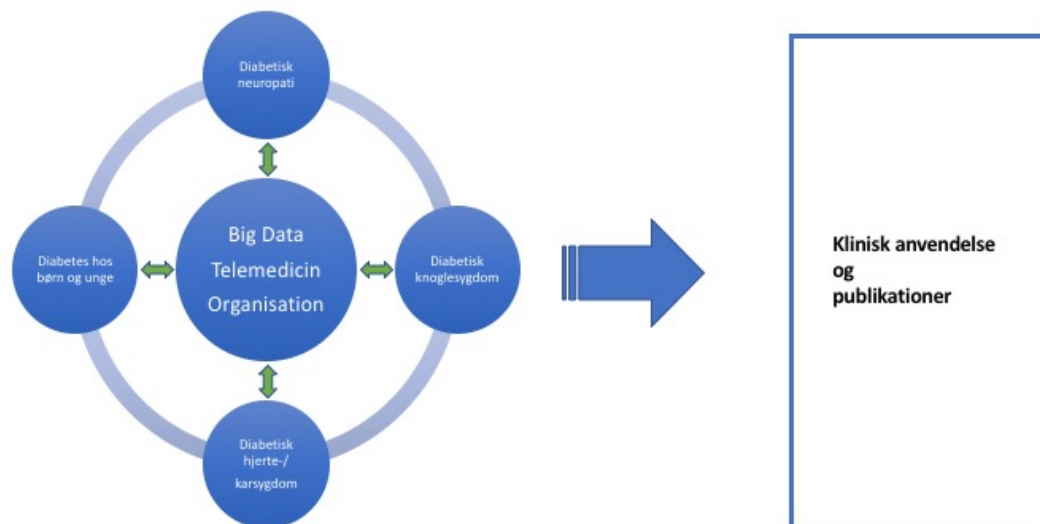 Diabetisk
neuropati
Big Data
Telemedicin
Organisation
Diabetes hos
børn og unge
Diabetisk
knoglesygdom
Diabetisk
hjerte-/
karsygdom
Klinisk anvendelse
og
publikationer